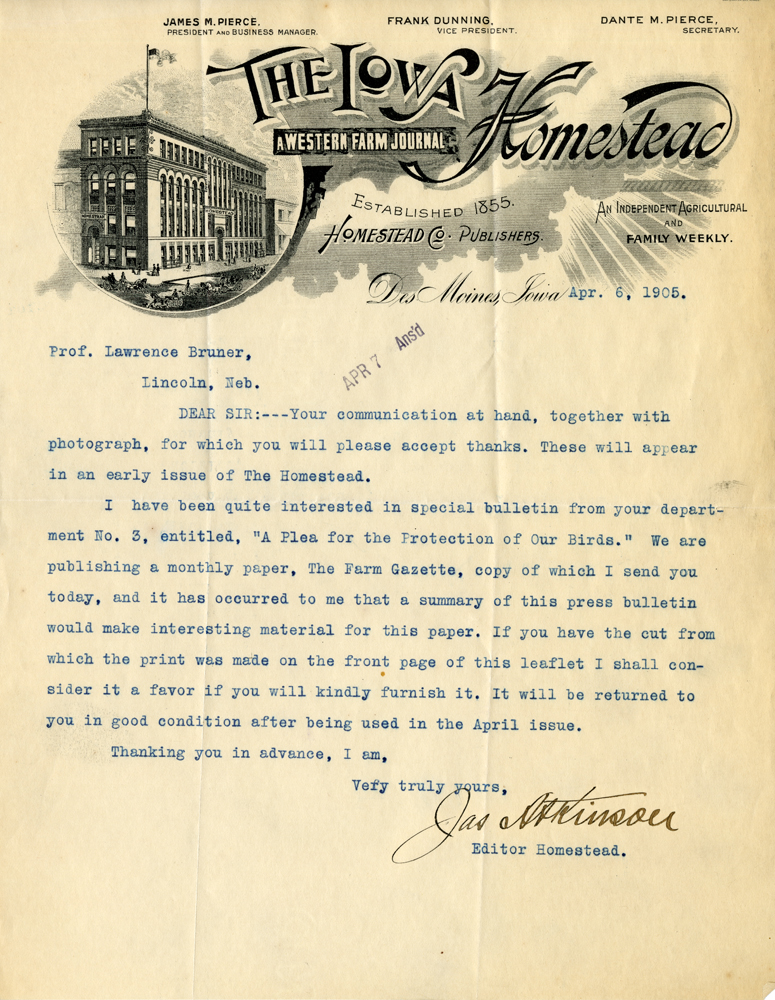 JAMES M. PIERCE,
PRESIDENT AND BUSINESS MANAGER.
FRANK DUNNING,
VICE PRESIDENT.
DANTE M. PIERCE,
SECRETARY.
THE IOWA Homestead
A WESTERN FARM JOURNAL
ESTABLISHED 1855.
HOMESTEAD CO. PUBLISHERS.
AN INDEPENDENT AGRICULTURAL
AND
FAMILY WEEKLY.
Des Moines, Iowa Apr. 6, 1905.
APR 7 Ans'd
Prof. Lawrence Bruner,
Lincoln, Neb.
DEAR SIR:---Your communication at hand, together with
photograph, for which you will please accept thanks. These will appear
in an early issue of The Homestead.
I have been quite interested in special bulletin from your depart-
ment No. 3, entitled, "A Plea for the Protection of Our Birds." We are
publishing a monthly paper, The Farm Gazette, copy of which I send you
today, and it has occurred to me that a summary of this press bulletin
would make interesting material for this paper. If you have the cut from
which the print was made on the front page of this leaflet I shall con-
sider it a favor if you will kindly furnish it. It will be returned to
you in good condition after being used in the April issue.
Thanking you in advance, I am,
Very truly yours,
Jas Atkinson
Editor Homestead.